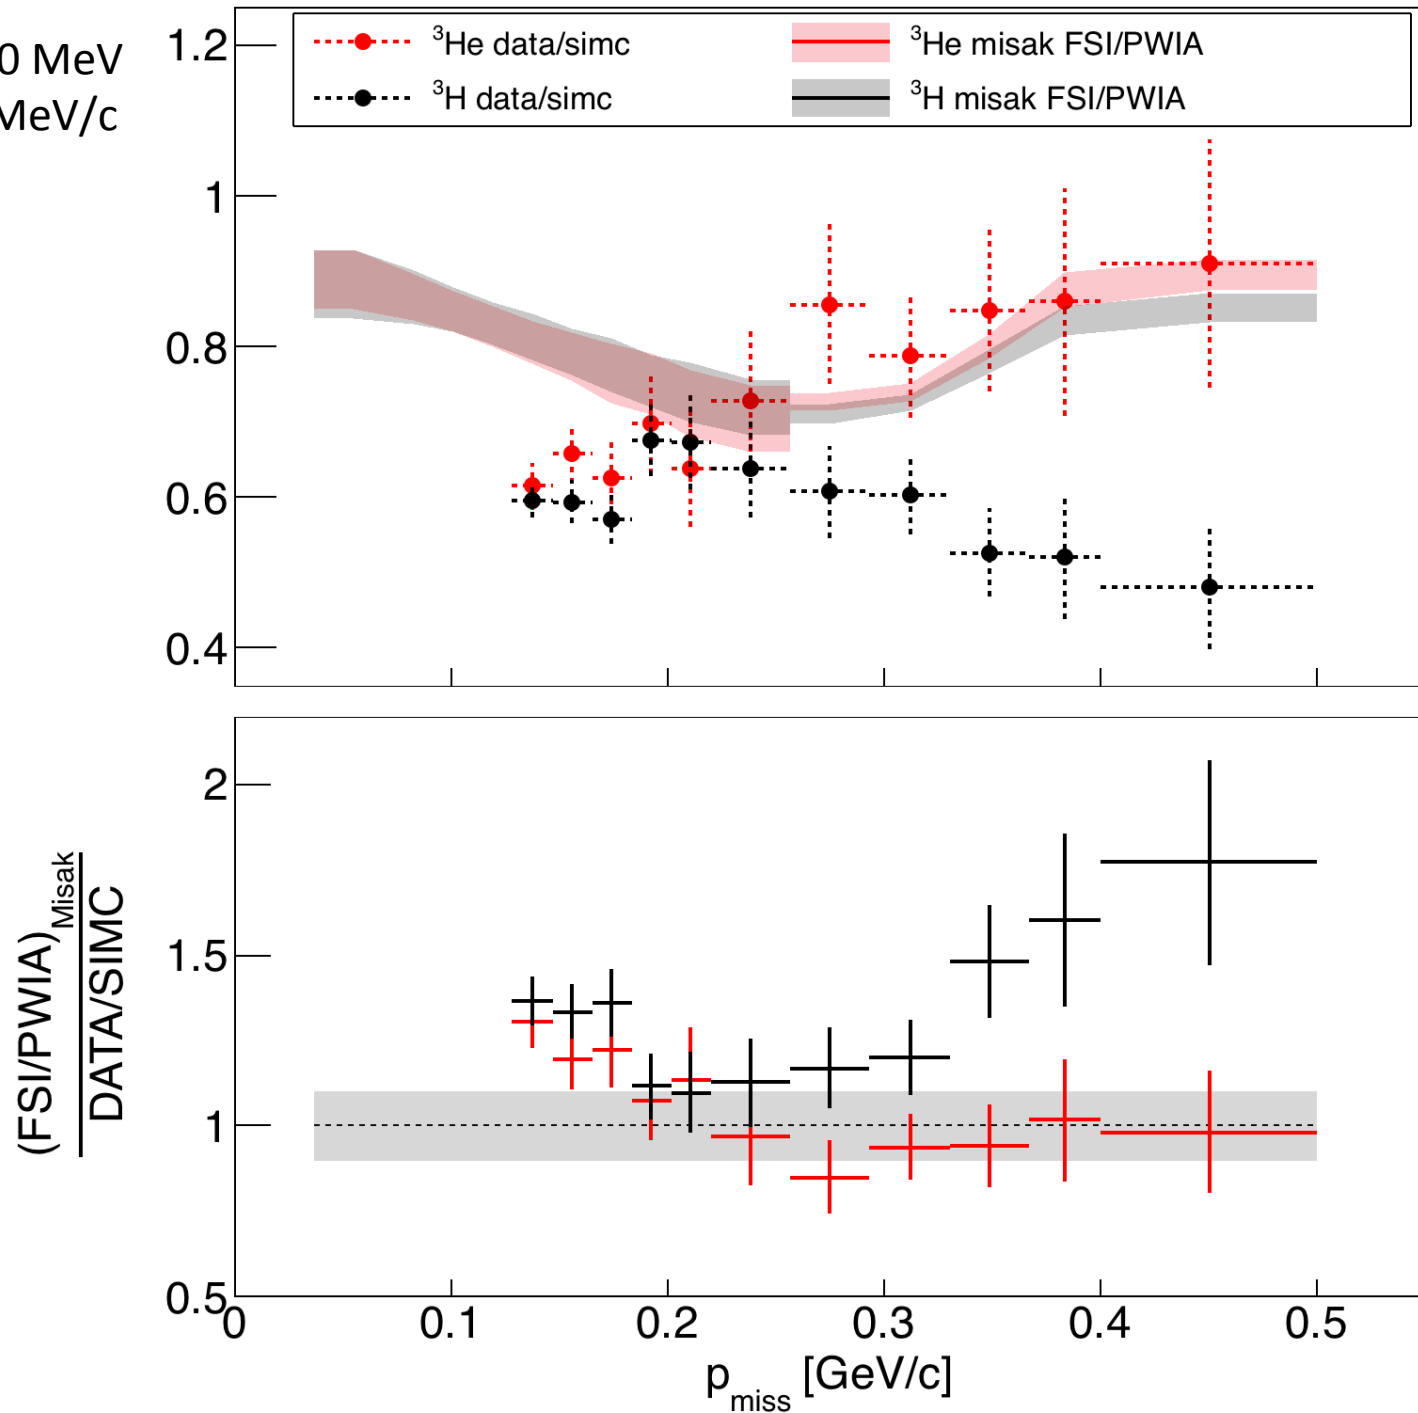 0 MeV
MeV/c
³He data/simc
³He misak FSI/PWIA
³H data/simc
³H misak FSI/PWIA
1.2
1
0.8
0.6
0.4
(FSI/PWIA)Misak
DATA/SIMC
2
1.5
1
0.5
0
0.1
0.2
0.3
0.4
0.5
pmiss [GeV/c]